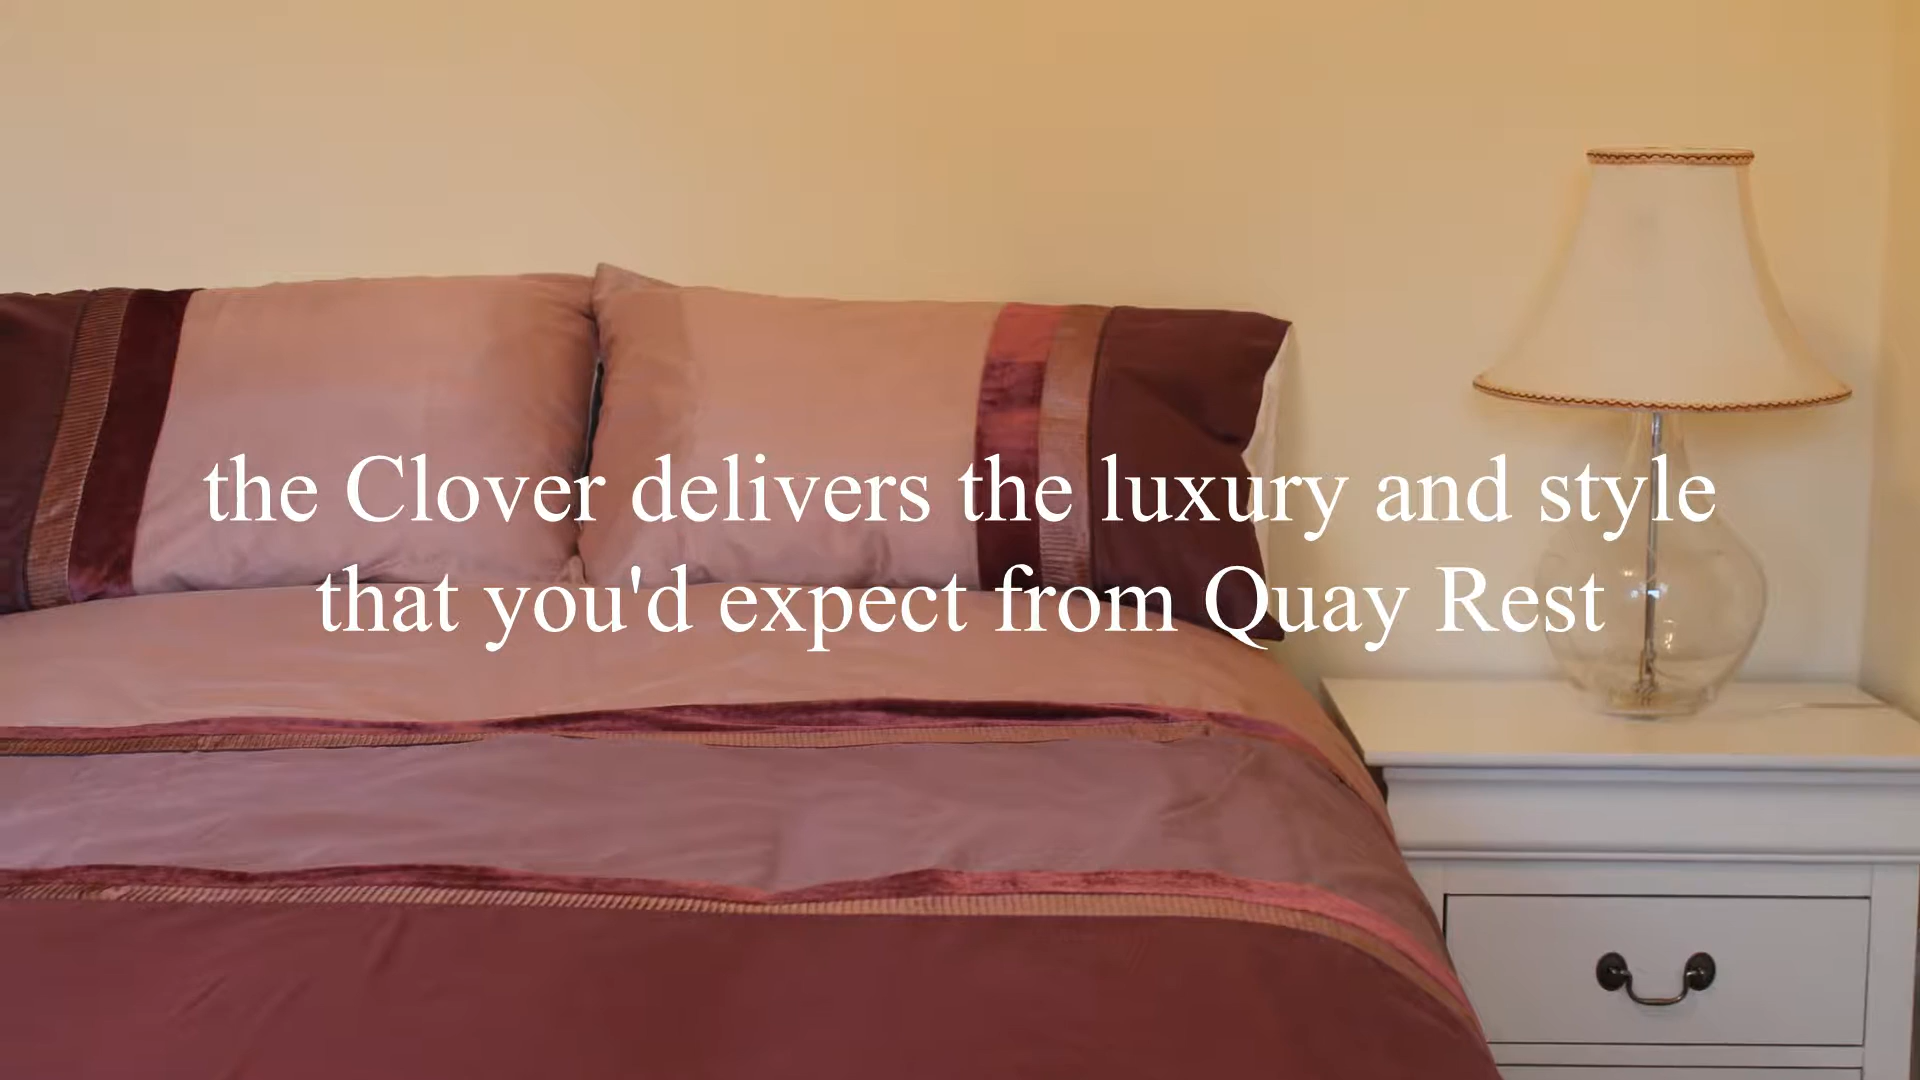 the Clover delivers the luxury and style
that you'd expect from Quay Rest